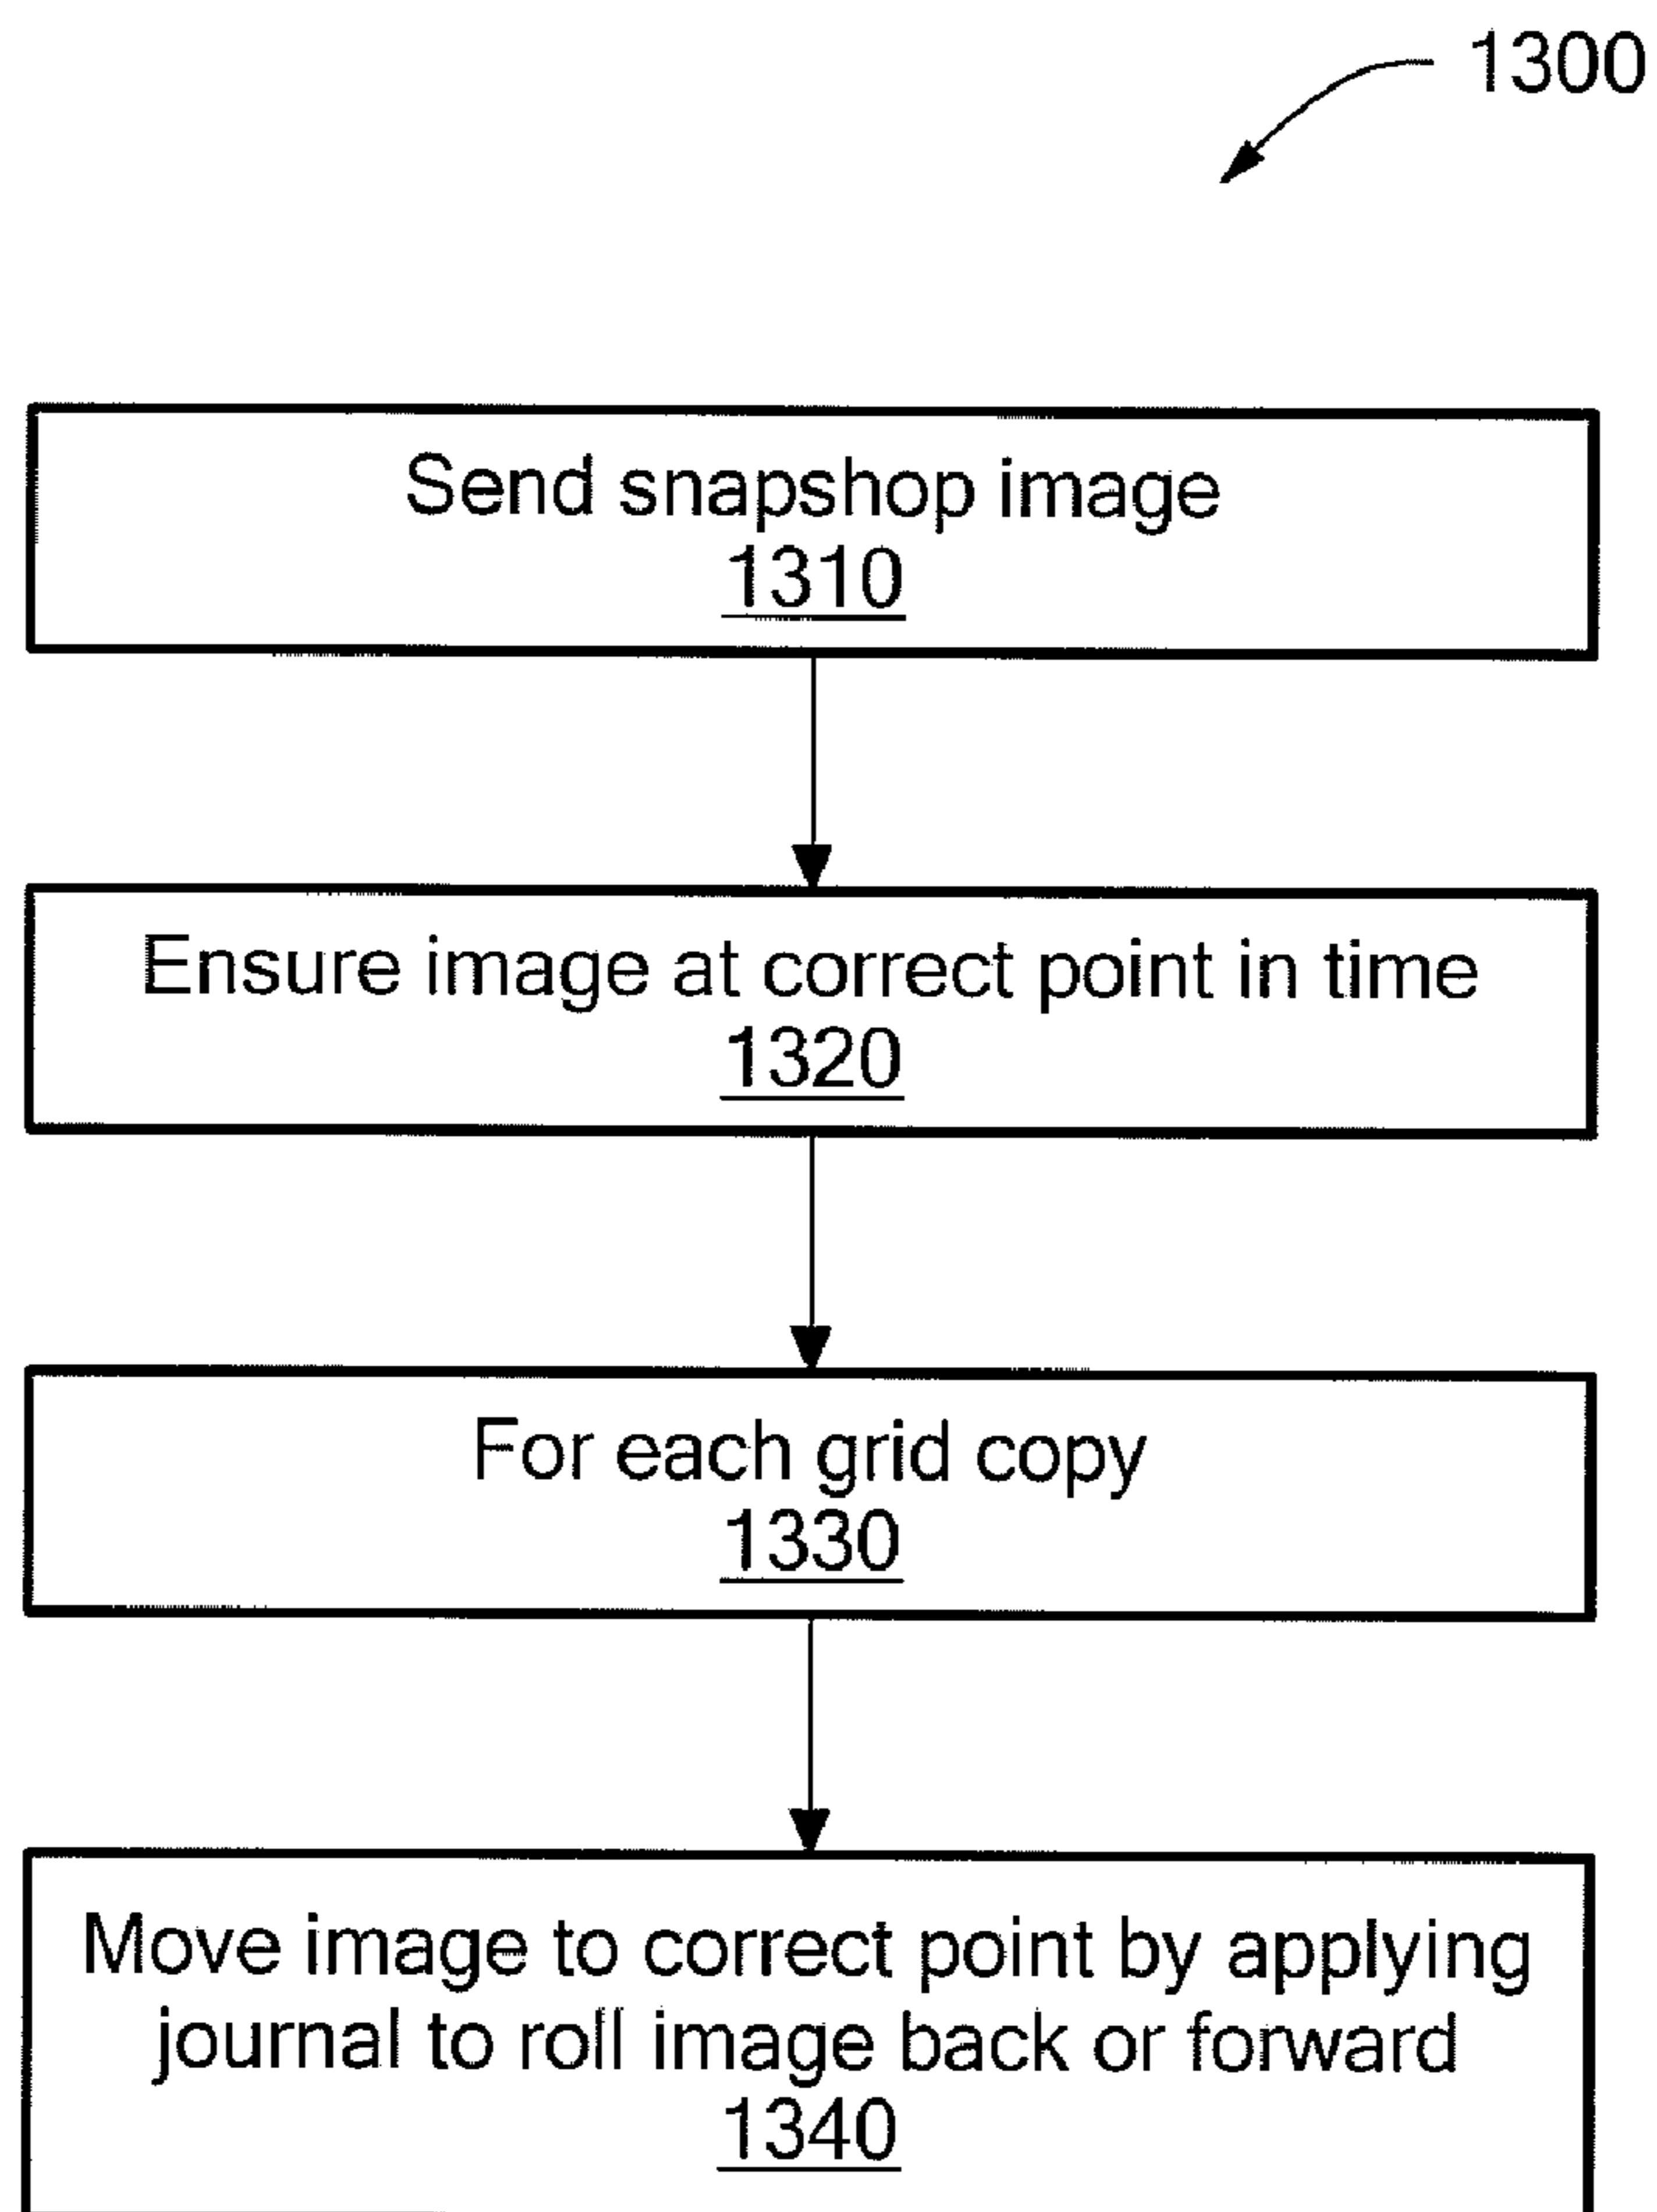 1300
Send snapshop image
1310
Ensure image at correct point in time
1320
For each grid copy
1330
Move image to correct point by applying
journal to roll image back or forward
1340